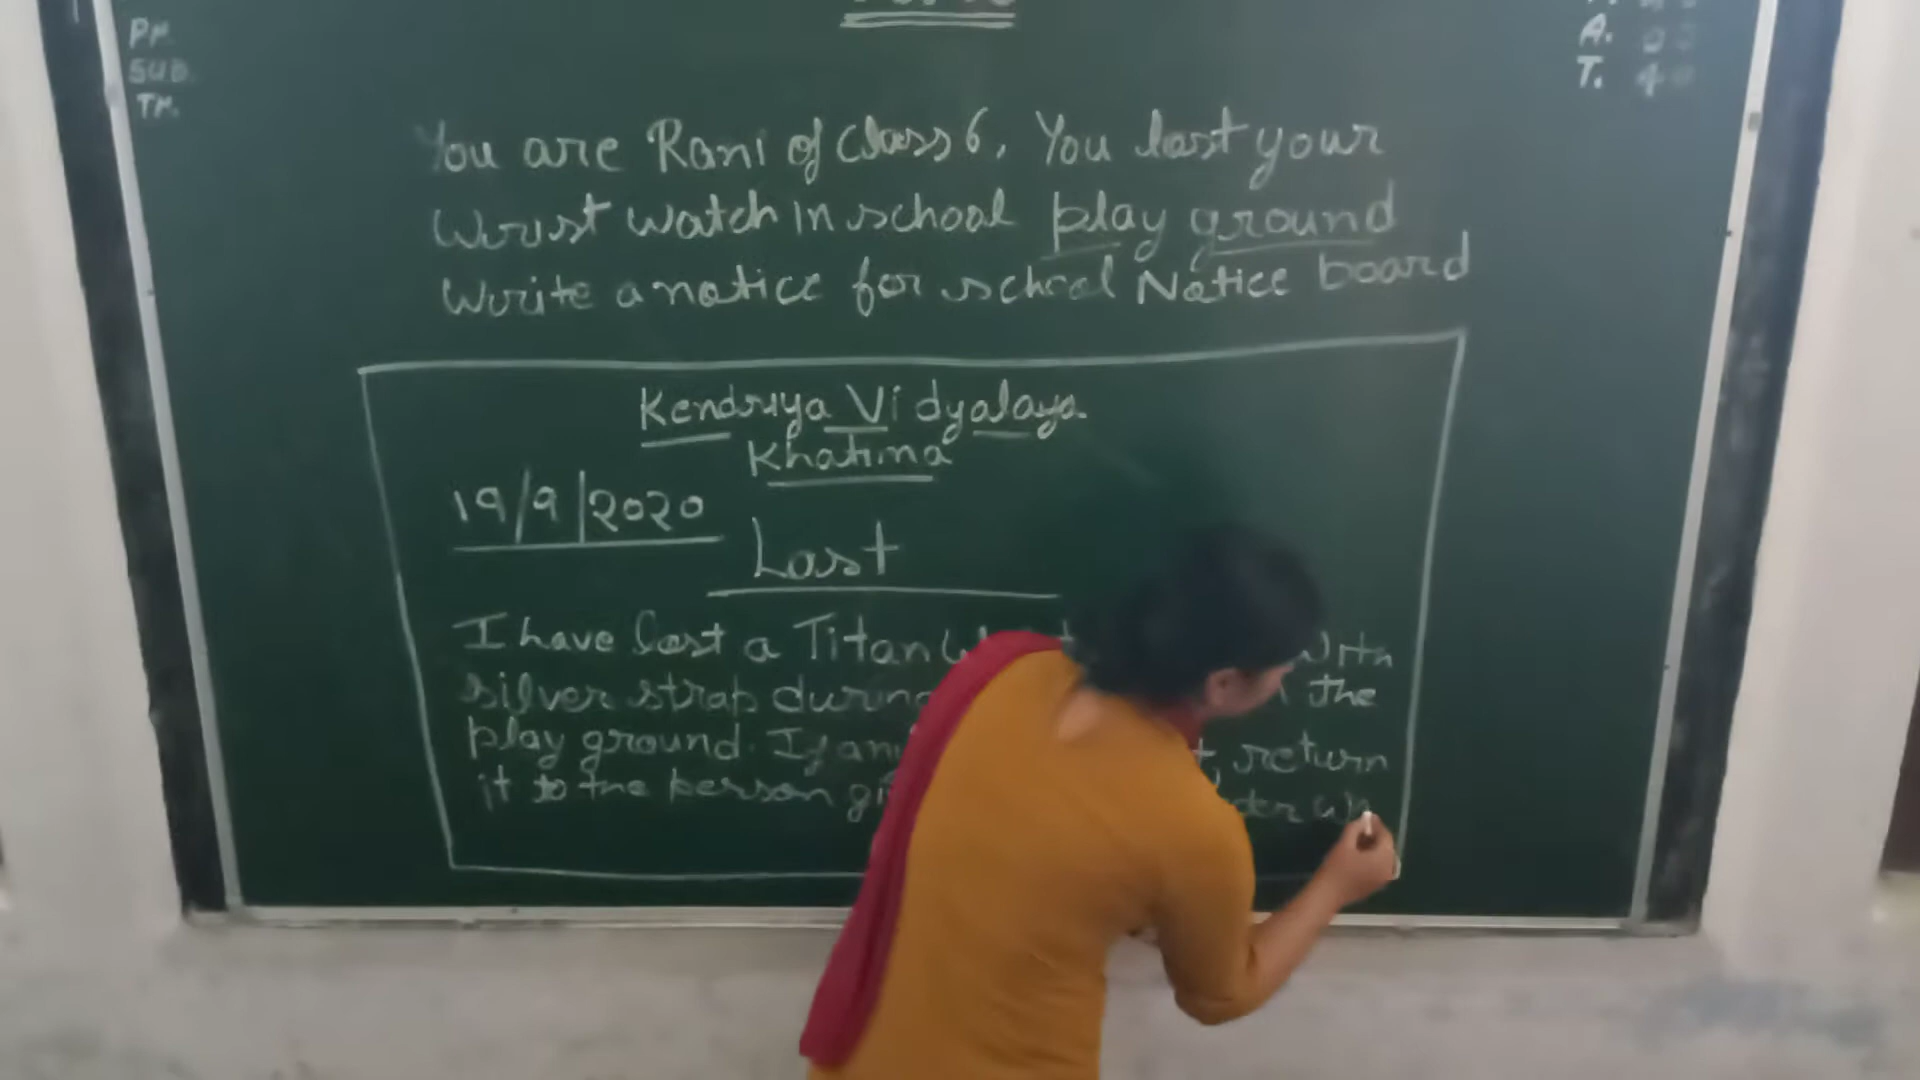 PR.
SUB.
TM.
A.
T.
You are Rani of class 6. You lost your
Wrist watch in school play ground
Write a notice for school Notice board
Kendriya Vidyalaya
Khatima
19/9/2020
Lost
I have lost a Titan with
silver strap during the
play ground. If any return
it to the person